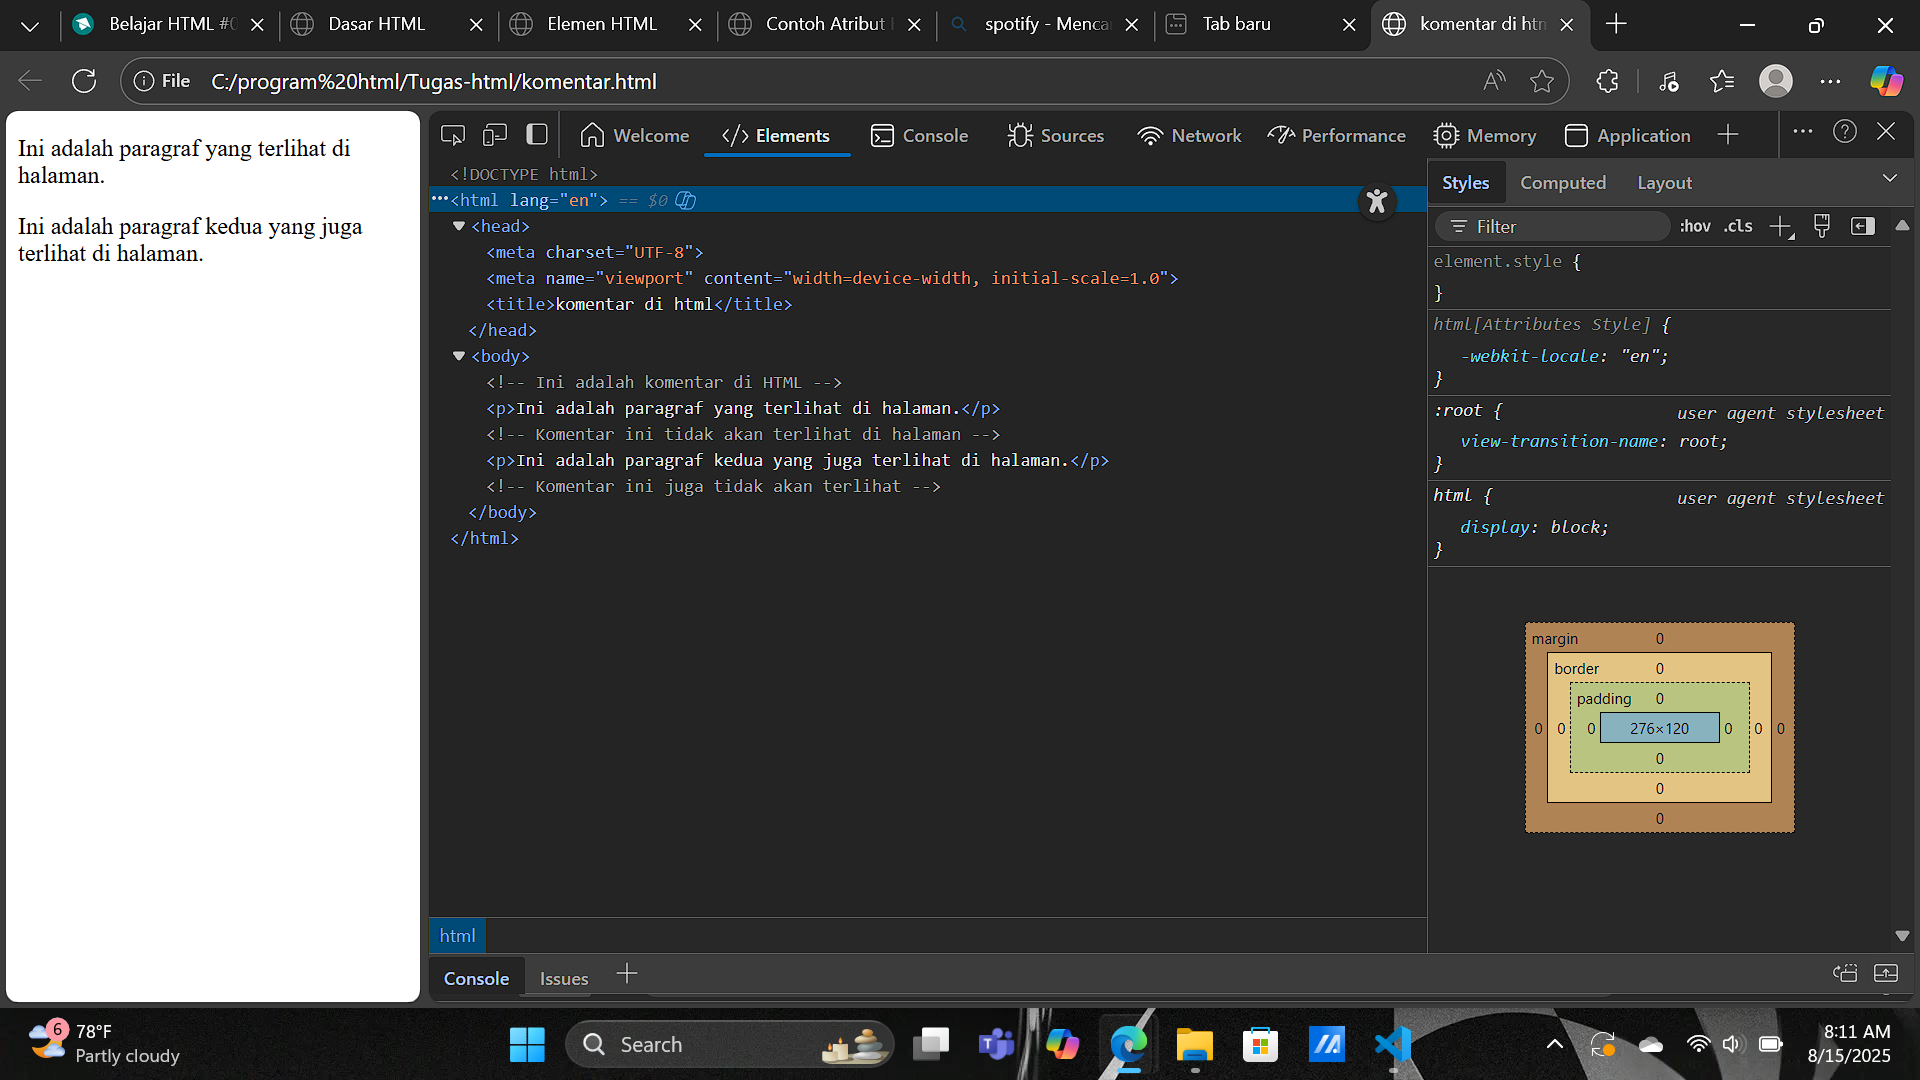 Belajar HTML #0
Dasar HTML
Elemen HTML
Contoh Atribut
spotify - Menca
Tab baru
komentar di htm
File
C:/program%20html/Tugas-html/komentar.html
Ini adalah paragraf yang terlihat di
halaman.
Ini adalah paragraf kedua yang juga
terlihat di halaman.
Welcome
Elements
Console
Sources
Network
Performance
Memory
Application
<!DOCTYPE html>
<html lang="en"> == $0
<head>
<meta charset="UTF-8">
<meta name="viewport" content="width=device-width, initial-scale=1.0">
<title>komentar di html</title>
</head>
<body>
<!-- Ini adalah komentar di HTML -->
<p>Ini adalah paragraf yang terlihat di halaman.</p>
<!-- Komentar ini tidak akan terlihat di halaman -->
<p>Ini adalah paragraf kedua yang juga terlihat di halaman.</p>
<!-- Komentar ini juga tidak akan terlihat -->
</body>
</html>
html
Console
Issues
Styles
Computed
Layout
Filter
:hov
.cls
element.style {
}
html[Attributes Style] {
-webkit-locale: "en";
}
:root {
user agent stylesheet
view-transition-name: root;
}
html {
user agent stylesheet
display: block;
}
margin 0
border 0
padding 0
0 0 0 276×120 0 0 0
0
0
0
6
78°F
Partly cloudy
Search
8:11 AM
8/15/2025